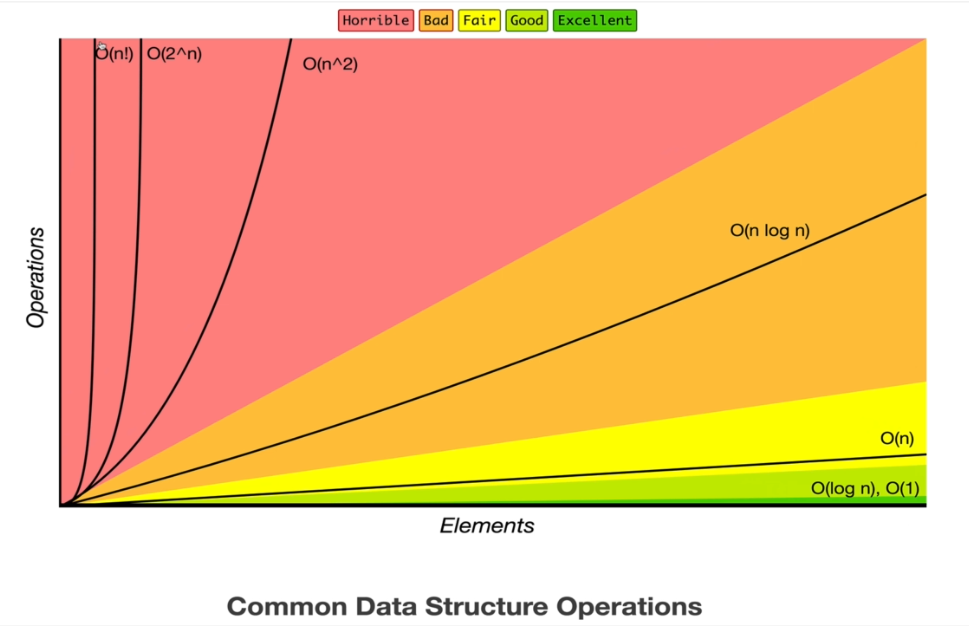 Horrible Bad Fair Good Excellent
O(n!) O(2^n)
O(n^2)
O(n log n)
O(n)
O(log n), O(1)
Operations
Elements
Common Data Structure Operations